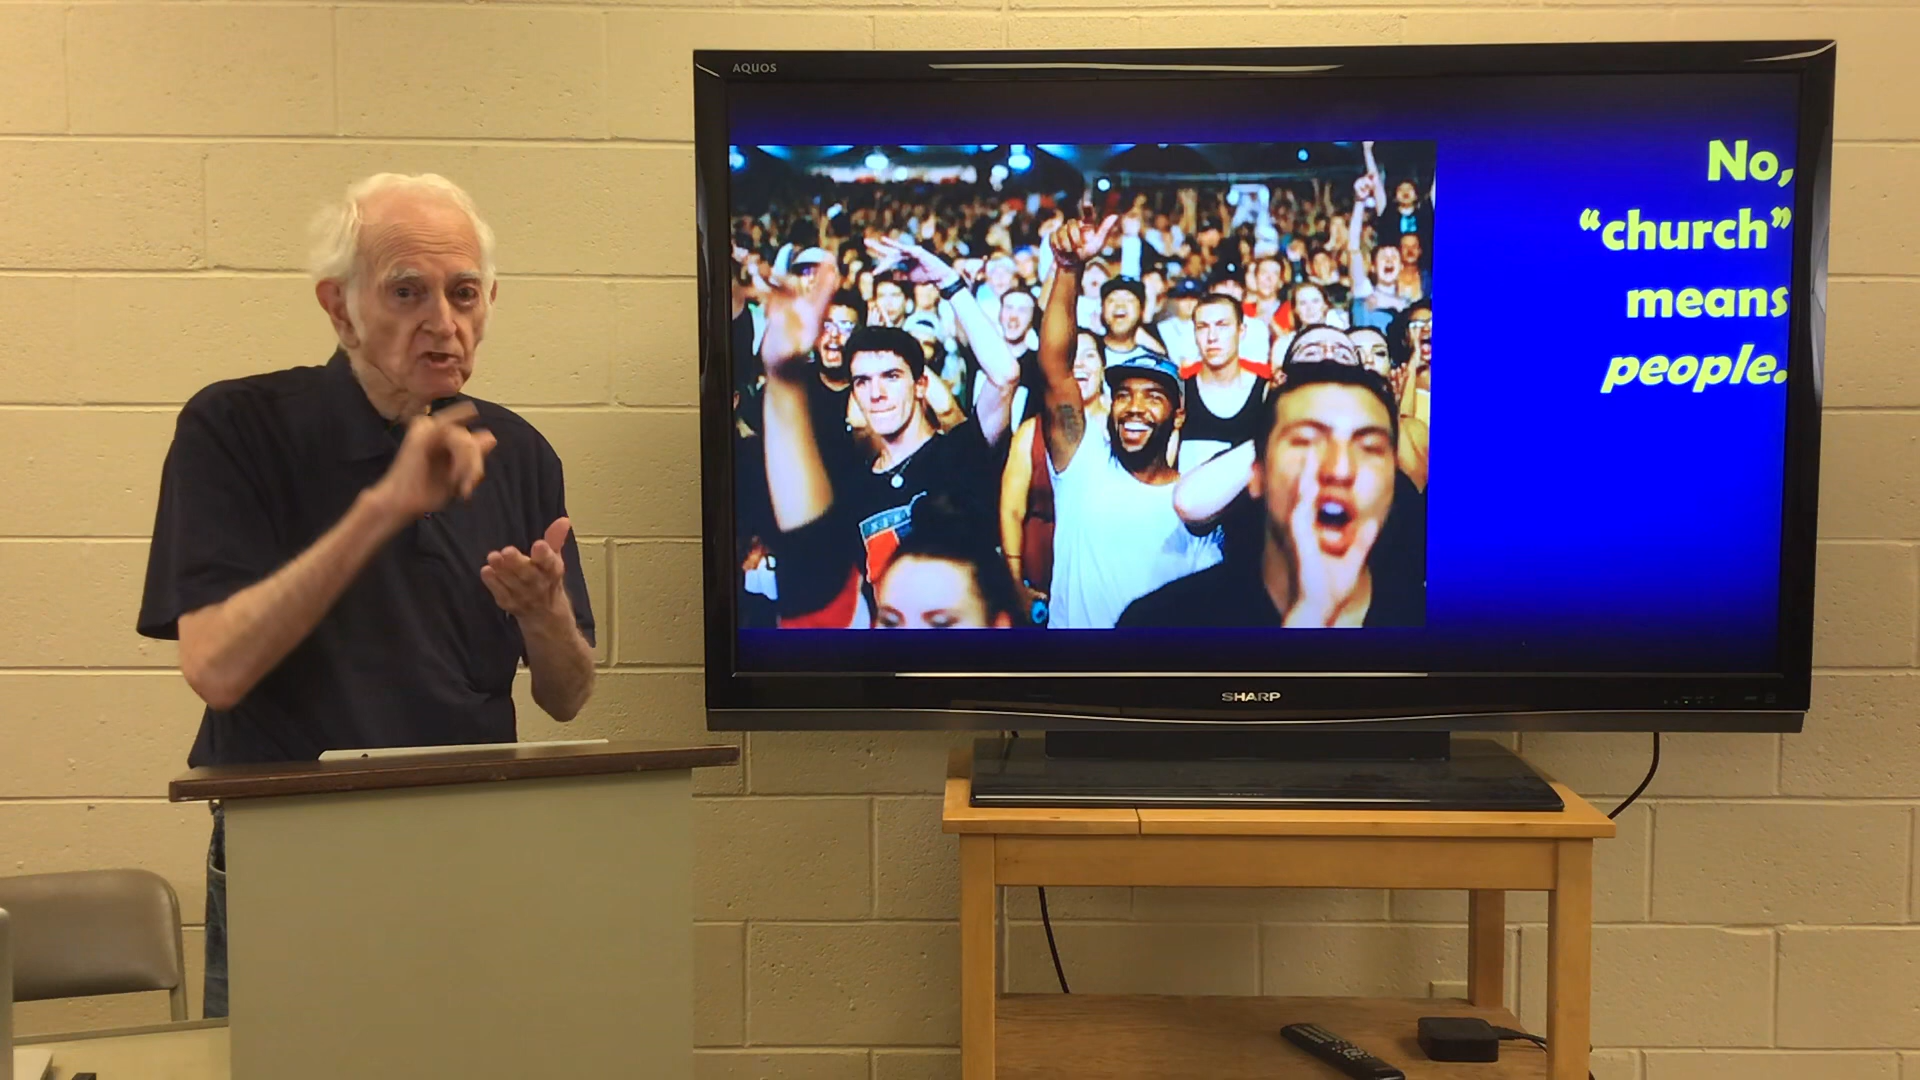 AQUOS
No,
“church”
means
people.
SHARP